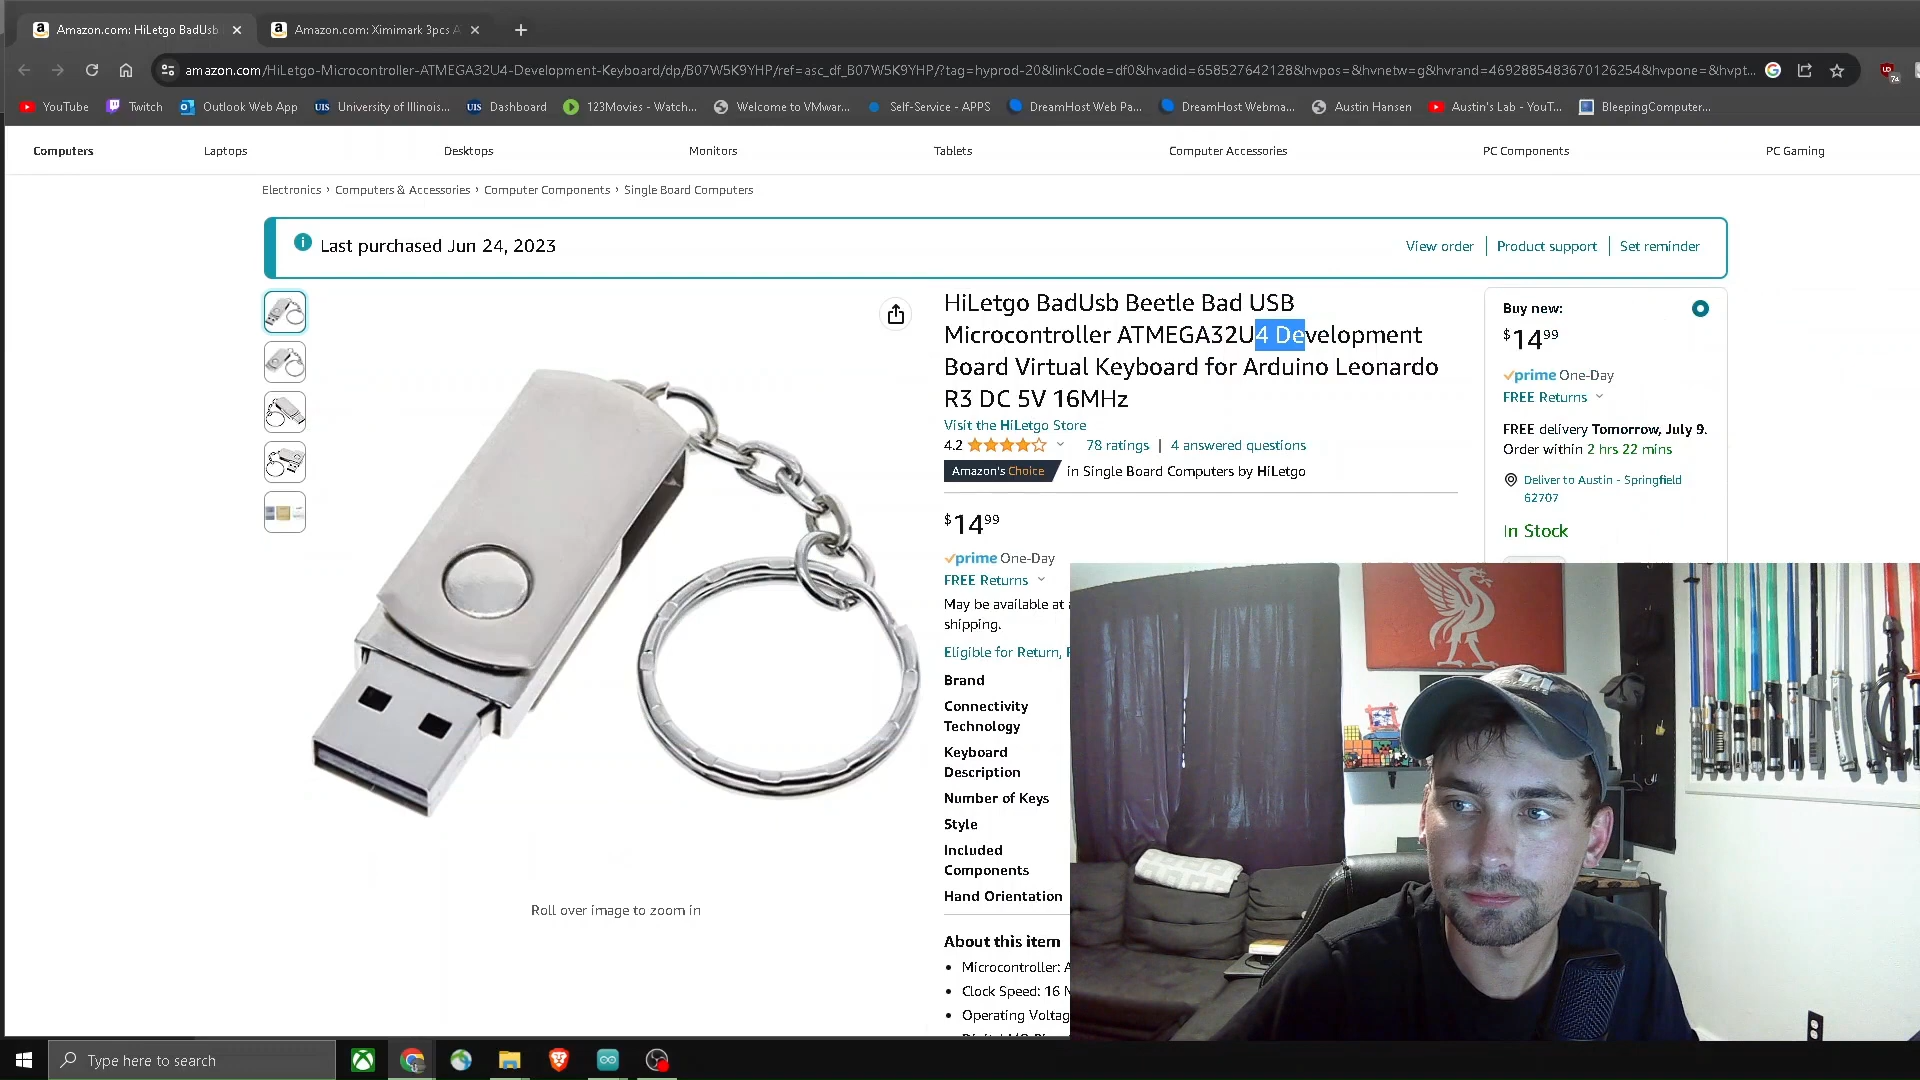 Amazon.com: HiLetgo BadUsb
Amazon.com: Ximimark 3pcs A
amazon.com/HiLetgo-Microcontroller-ATMEGA32U4-Development-Keyboard/dp/B07W5K9YHP/ref=asc_df_B07W5K9YHP/?tag=hyprod-20&linkCode=df0&hvadid=658527642128&hvpos=&hvnetw=g&hvrand=4692885483670126254&hvpone=&hvpt...
YouTube
Twitch
Outlook Web App
UIS University of Illinois...
UIS Dashboard
123Movies - Watch...
Welcome to VMwar...
Self-Service - APPS
DreamHost Web Pa...
DreamHost Webma...
Austin Hansen
Austin's Lab - YouT...
BleepingComputer...
Computers
Laptops
Desktops
Monitors
Tablets
Computer Accessories
PC Components
PC Gaming
Electronics › Computers & Accessories › Computer Components › Single Board Computers
Last purchased Jun 24, 2023
View order
Product support
Set reminder
HiLetgo BadUsb Beetle Bad USB
Microcontroller ATMEGA32U4 Development
Board Virtual Keyboard for Arduino Leonardo
R3 DC 5V 16MHz
Visit the HiLetgo Store
4.2
78 ratings | 4 answered questions
Amazon's Choice in Single Board Computers by HiLetgo
$14 99
prime One-Day
FREE Returns
May be available at
shipping.
Eligible for Return,
Brand
Connectivity
Technology
Keyboard
Description
Number of Keys
Style
Included
Components
Hand Orientation
About this item
• Microcontroller: A
• Clock Speed: 16
• Operating Voltag
Roll over image to zoom in
Buy new:
$14 99
prime One-Day
FREE Returns
FREE delivery Tomorrow, July 9.
Order within 2 hrs 22 mins
Deliver to Austin - Springfield
62707
In Stock
Type here to search